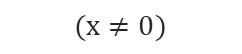 (x ≠ 0)